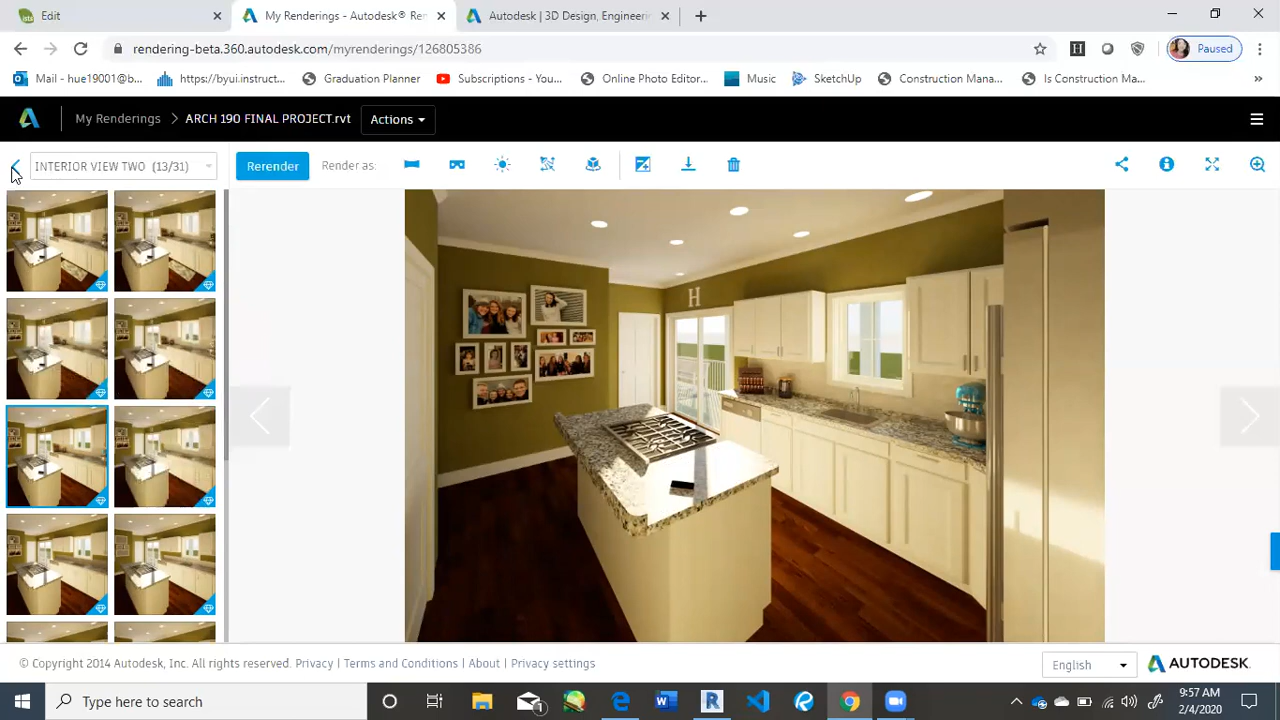 Edit
My Renderings - Autodesk® Ren
Autodesk | 3D Design, Engineerin
rendering-beta.360.autodesk.com/myrenderings/126805386
Paused
Mail - hue19001@b...
https://byui.instruct...
Graduation Planner
Subscriptions - You...
Online Photo Editor...
Music
SketchUp
Construction Mana...
Is Construction Ma...
»
My Renderings
ARCH 190 FINAL PROJECT.rvt
Actions
INTERIOR VIEW TWO (13/31)
Rerender
Render as:
H
© Copyright 2014 Autodesk, Inc. All rights reserved. Privacy | Terms and Conditions | About | Privacy settings
English
AUTODESK.
Type here to search
9:57 AM
2/4/2020